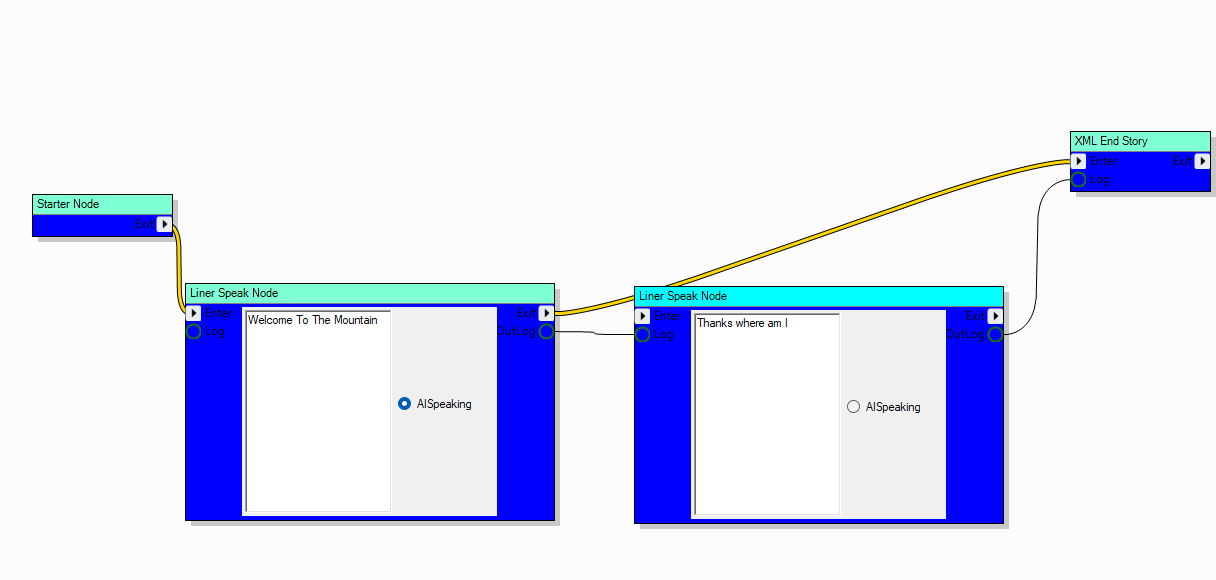 XML End Story
Enter
Exit
Log
Starter Node
Exit
Liner Speak Node
Enter
Exit
Log
OutLog
Welcome To The Mountain
AISpeaking
Liner Speak Node
Enter
Exit
Log
OutLog
Thanks where am I
AISpeaking